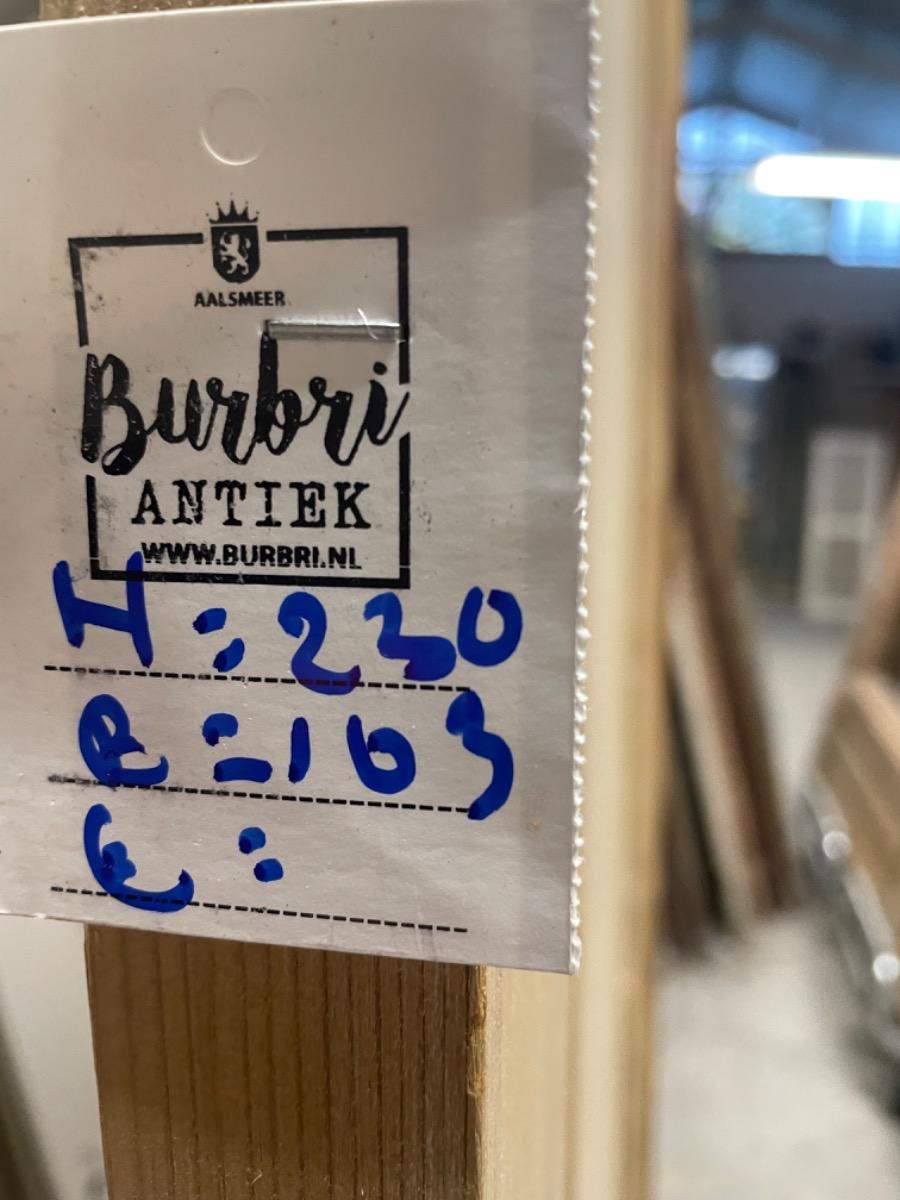 AALSMEER
Burbri
ANTIEK
WWW.BURBRI.NL
H : 230
B : 163
€ :